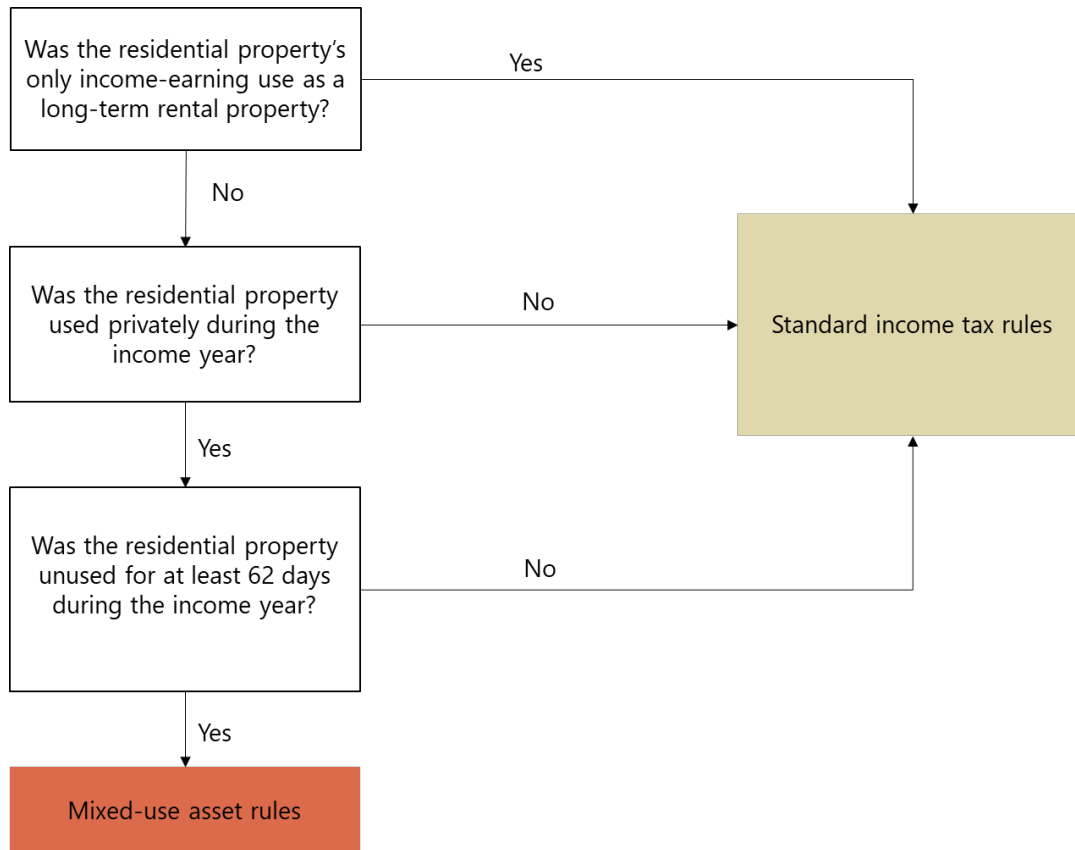 Was the residential property’s
only income-earning use as a
long-term rental property?
Yes
No
Was the residential property
used privately during the
income year?
No
Standard income tax rules
Yes
Was the residential property
unused for at least 62 days
during the income year?
No
Yes
Mixed-use asset rules